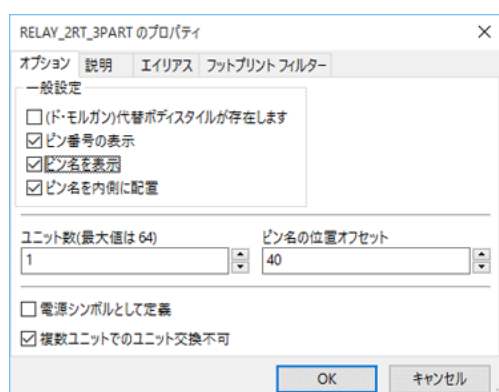 RELAY_2RT_3PART のプロパティ
オプション 説明 エイリアス フットプリント フィルター
一般設定
(ド・モルガン)代替ボディスタイルが存在します
ピン番号の表示
ピン名を表示
ピン名を内側に配置
ユニット数(最大値は 64) ピン名の位置オフセット
1 40
電源シンボルとして定義
複数ユニットでのユニット交換不可
OK キャンセル